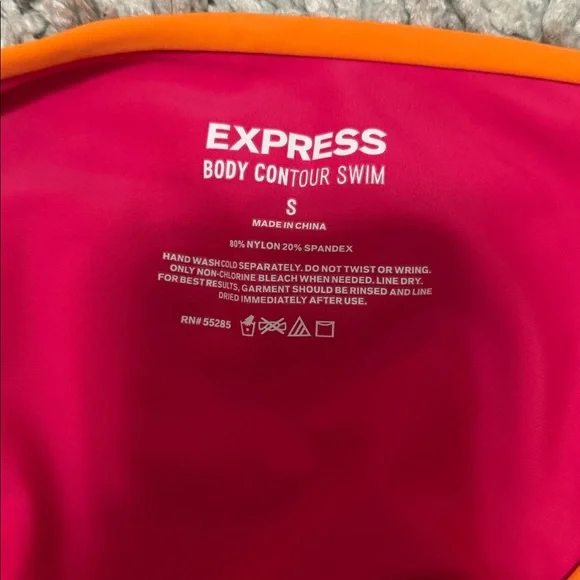 EXPRESS
BODY CONTOUR SWIM
S
MADE IN CHINA
80% NYLON 20% SPANDEX
HAND WASH COLD SEPARATELY. DO NOT TWIST OR WRING.
ONLY NON-CHLORINE BLEACH WHEN NEEDED. LINE DRY.
FOR BEST RESULTS, GARMENT SHOULD BE RINSED AND LINE
DRIED IMMEDIATELY AFTER USE.
RN# 55285